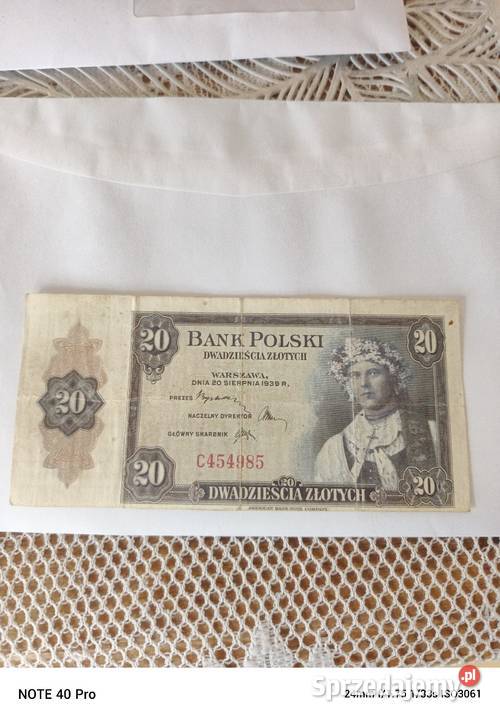 20
BANK POLSKI
20
DWADZIEŚCIA ZŁOTYCH
WARSZAWA,
DNIA 20 SIERPNIA 1939 R.
PREZES
20
NACZELNY DYREKTOR
GŁÓWNY SKARBNIK
C454985
20
20
20
DWADZIEŚCIA ZŁOTYCH
AMERICAN BANK NOTE COMPANY.
NOTE 40 Pro
Sprzedajemy.pl